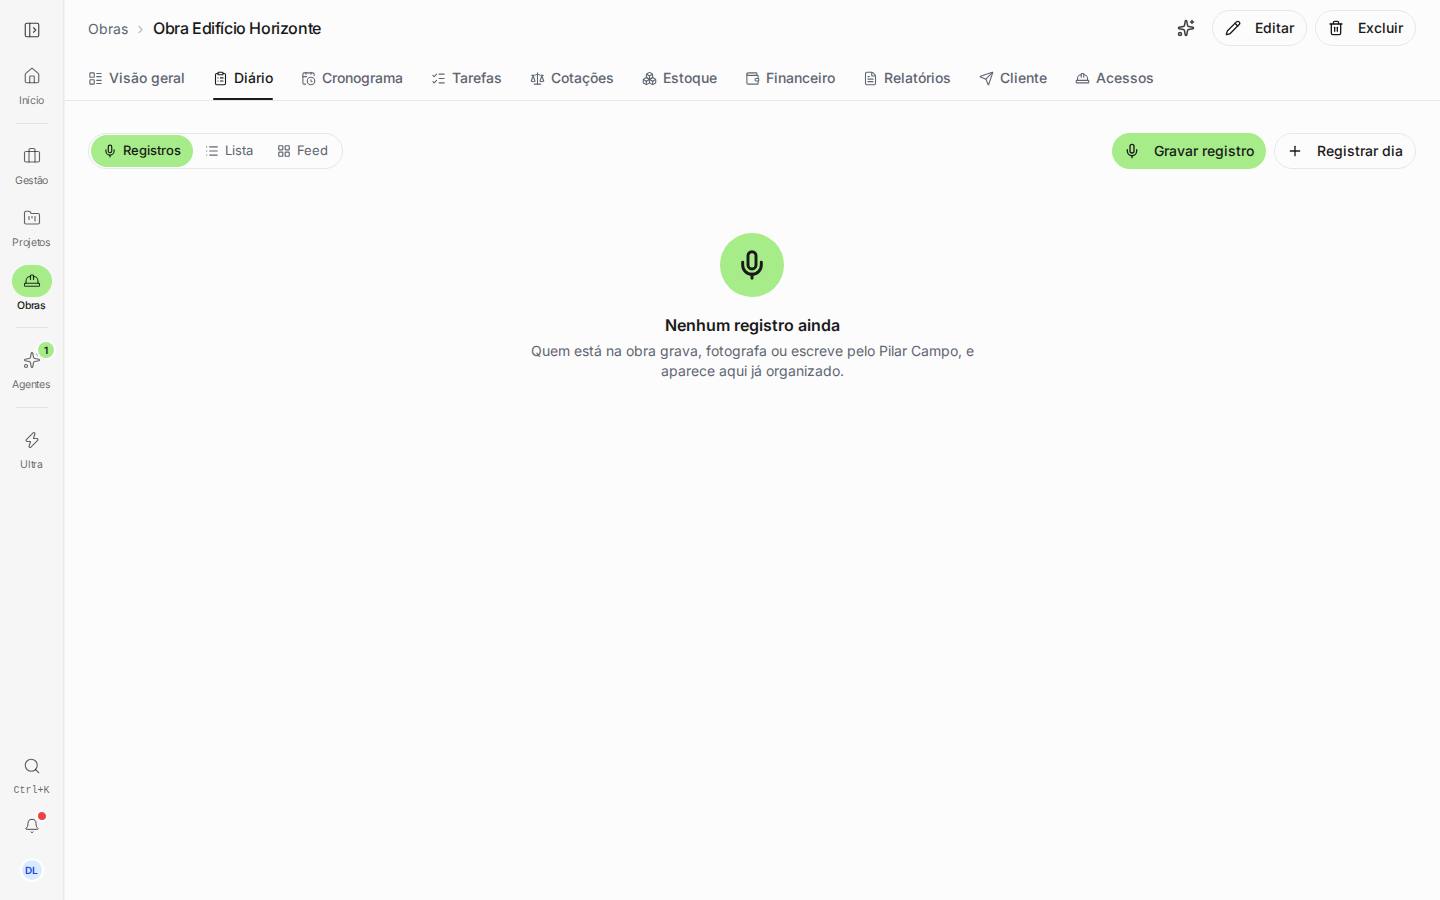 Obras
Obra Edifício Horizonte
Editar
Excluir
Visão geral
Diário
Cronograma
Tarefas
Cotações
Estoque
Financeiro
Relatórios
Cliente
Acessos
Início
Gestão
Projetos
Obras
1
Agentes
Ultra
Ctrl+K
DL
Registros
Lista
Feed
Gravar registro
Registrar dia
Nenhum registro ainda
Quem está na obra grava, fotografa ou escreve pelo Pilar Campo, e
aparece aqui já organizado.